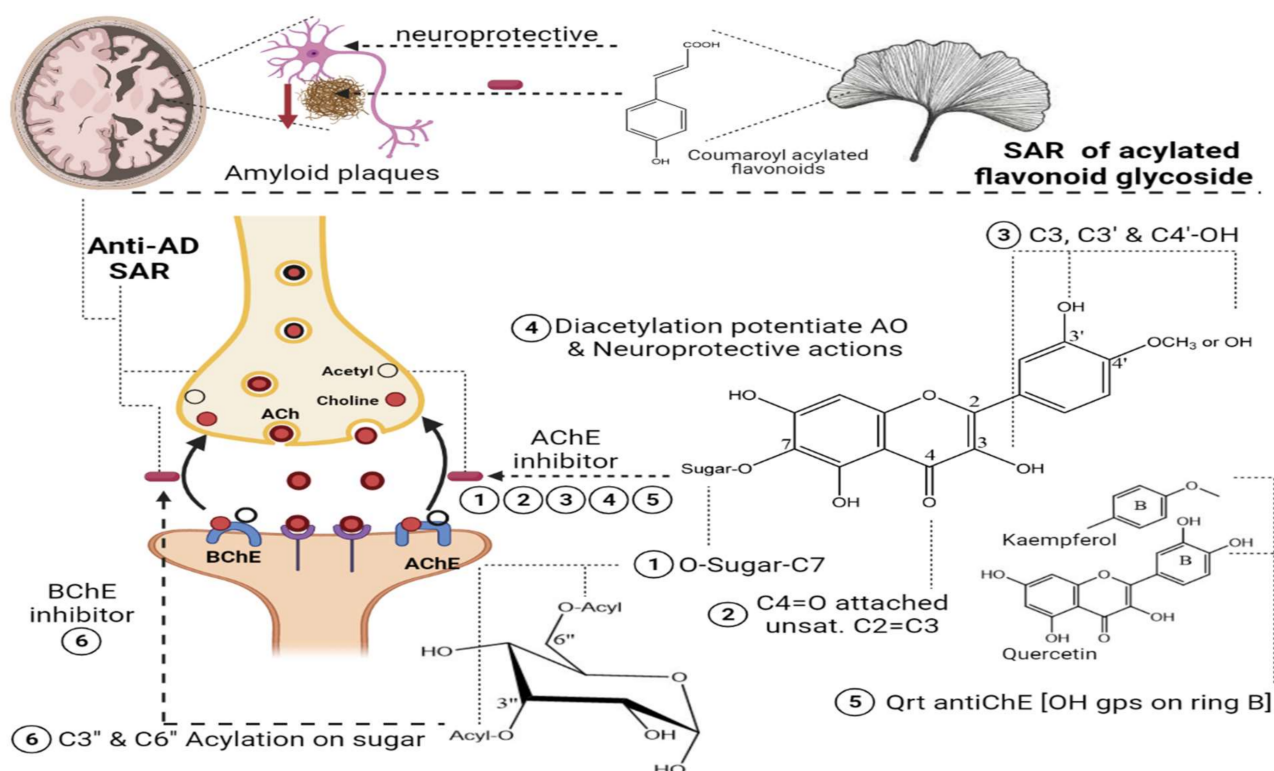 neuroprotective
COOH
OH
Coumaroyl acylated
flavonoids
Amyloid plaques
SAR of acylated
flavonoid glycoside
Anti-AD
SAR
3 C3, C3' & C4'-OH
4 Diacetylation potentiate AO
& Neuroprotective actions
OH
3'
4'
OCH3 or OH
HO
O
2
7
3
4
Sugar-O
OH
O
OH
Acetyl
Choline
ACh
AChE
inhibitor
1 2 3 4 5
BChE
AChE
BChE
inhibitor
6
1 O-Sugar-C7
2 C4=O attached
unsat. C2=C3
B
O
Kaempferol
OH
OH
B
HO
O
OH
OH
O
Quercetin
5 Qrt antiChE [OH gps on ring B]
O-Acyl
6"
HO
O
3"
Acyl-O
OH
HO
6 C3" & C6" Acylation on sugar